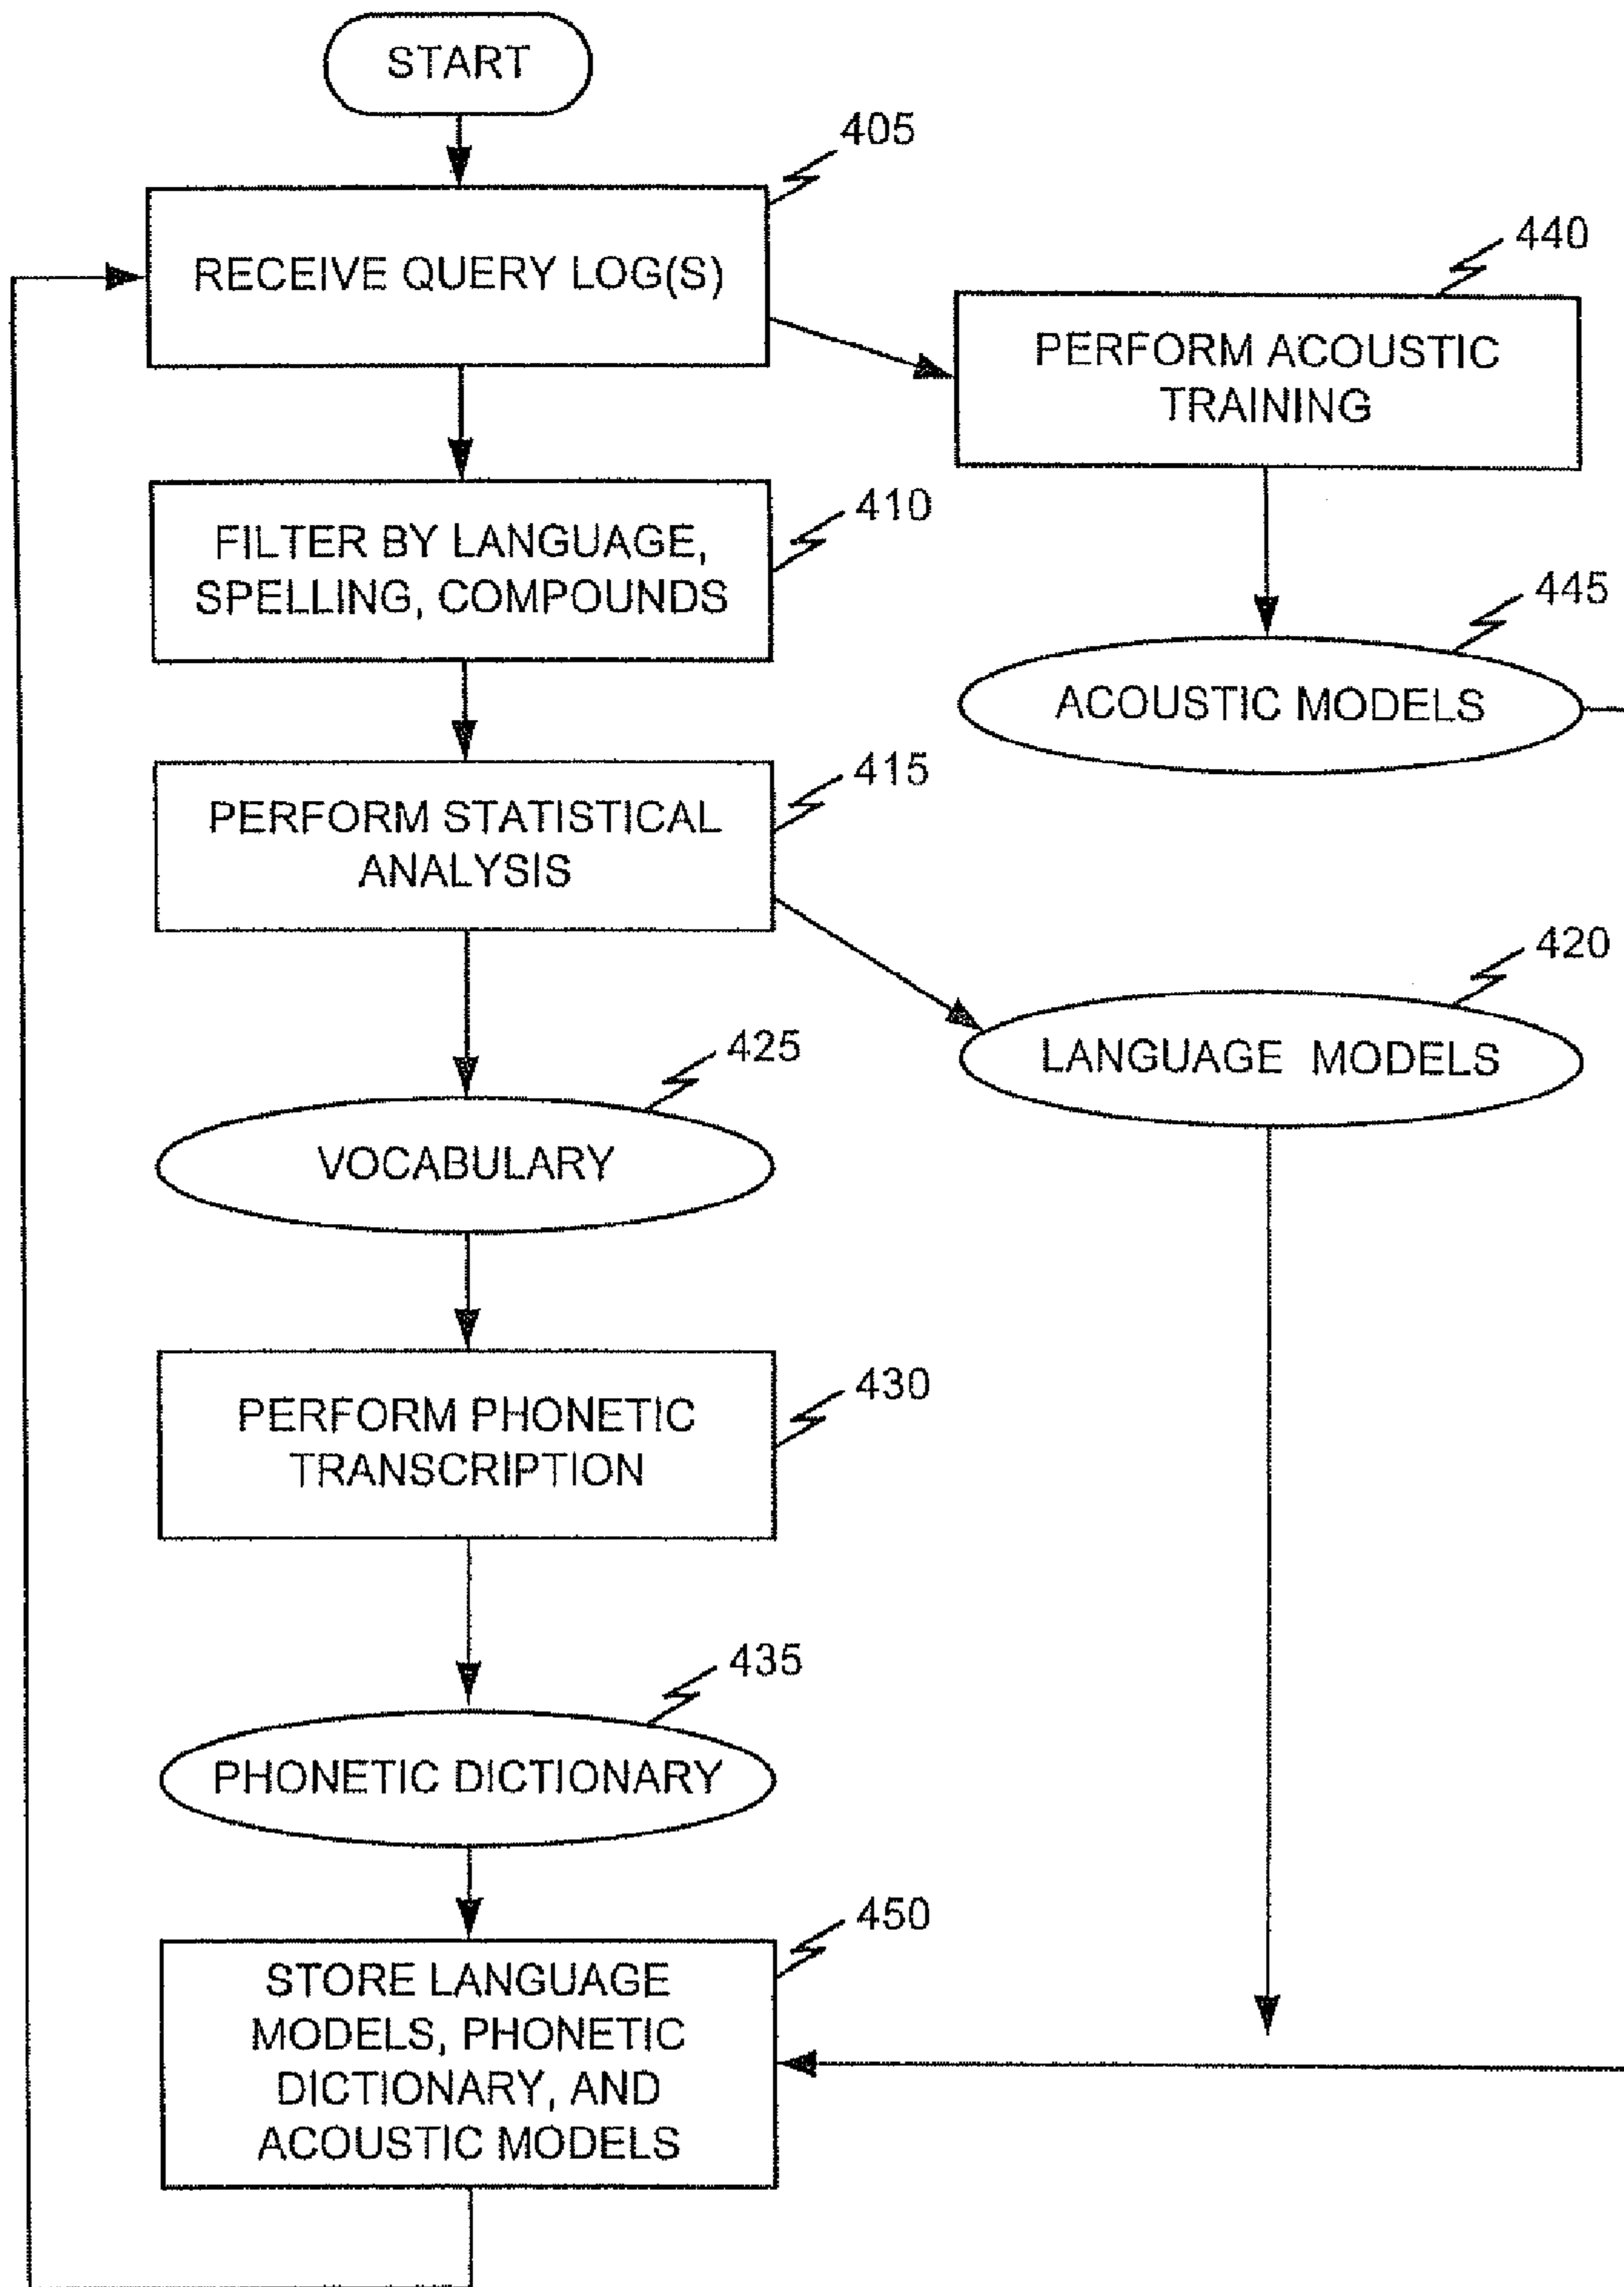 START
405
RECEIVE QUERY LOG(S)
440
PERFORM ACOUSTIC
TRAINING
410
FILTER BY LANGUAGE,
SPELLING, COMPOUNDS
445
ACOUSTIC MODELS
415
PERFORM STATISTICAL
ANALYSIS
420
LANGUAGE MODELS
425
VOCABULARY
430
PERFORM PHONETIC
TRANSCRIPTION
435
PHONETIC DICTIONARY
450
STORE LANGUAGE
MODELS, PHONETIC
DICTIONARY, AND
ACOUSTIC MODELS